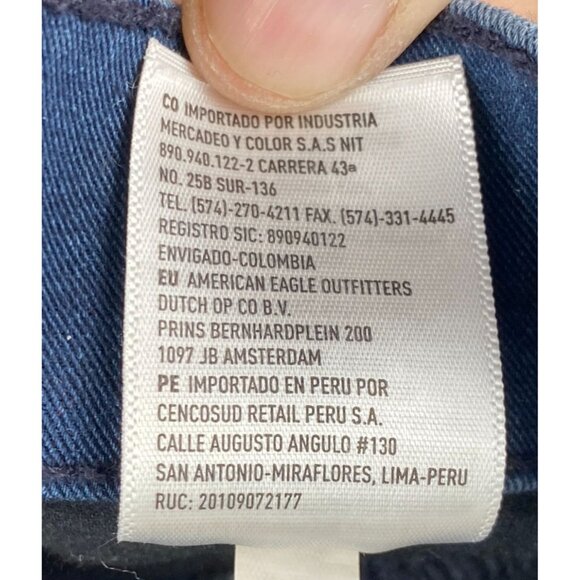 CO IMPORTADO POR INDUSTRIA
MERCADEO Y COLOR S.A.S NIT
890.940.122-2 CARRERA 43ª
NO. 25B SUR-136
TEL. (574)-270-4211 FAX. (574)-331-4445
REGISTRO SIC: 890940122
ENVIGADO-COLOMBIA
EU AMERICAN EAGLE OUTFITTERS
DUTCH OP CO B.V.
PRINS BERNHARDPLEIN 200
1097 JB AMSTERDAM
PE IMPORTADO EN PERU POR
CENCOSUD RETAIL PERU S.A.
CALLE AUGUSTO ANGULO #130
SAN ANTONIO-MIRAFLORES, LIMA-PERU
RUC: 20109072177